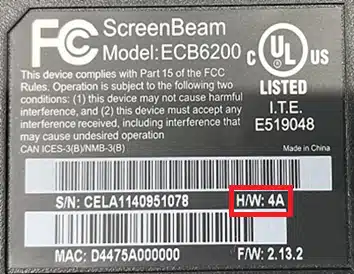 FC ScreenBeam
Model: ECB6200
This device complies with Part 15 of the FCC
Rules. Operation is subject to the following two
conditions: (1) this device may not cause harmful
interference, and (2) this device must accept any
interference received, including interference that
may cause undesired operation
CAN ICES-3(B)/NMB-3(B)
C UL US
®
LISTED
I.T.E.
E519048
Made in China
S/N: CELA1140951078 H/W: 4A
MAC: D4475A000000 F/W: 2.13.2